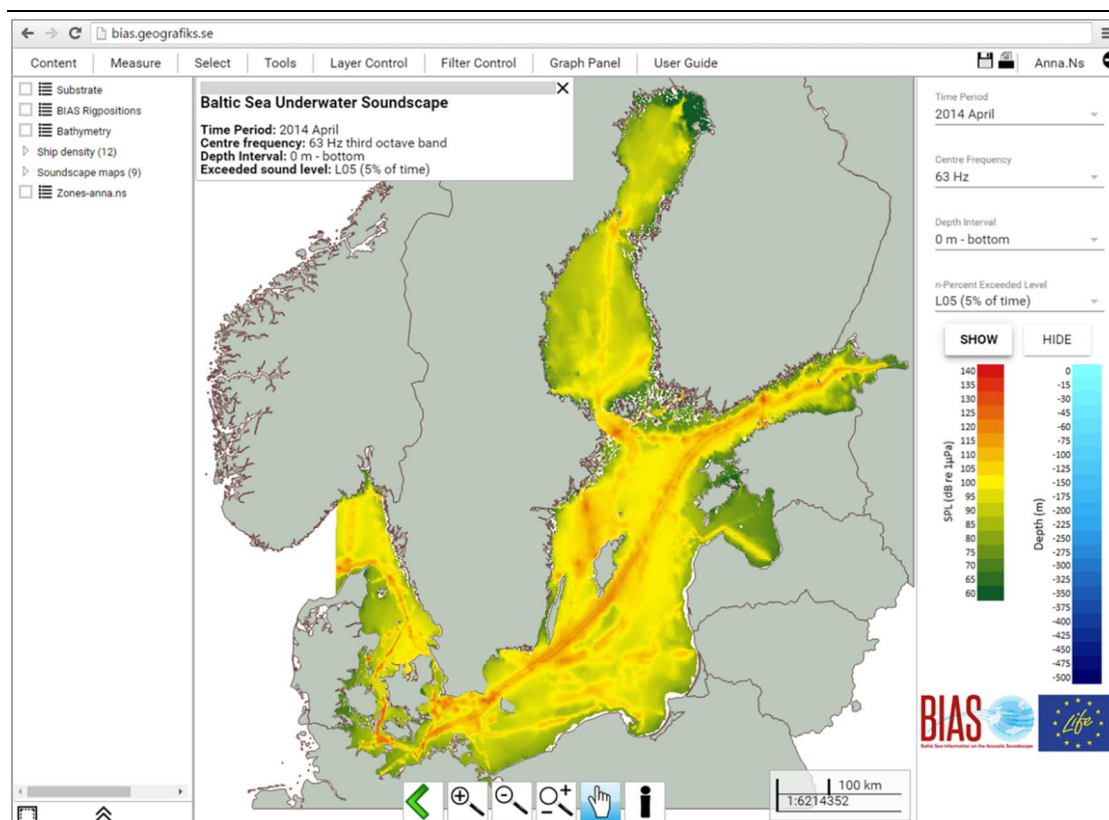 bias.geografiks.se
Content Measure Select Tools Layer Control Filter Control Graph Panel User Guide Anna.Ns
Substrate
BIAS Rigpositions
Bathymetry
Ship density (12)
Soundscape maps (9)
Zones-anna.ns
Baltic Sea Underwater Soundscape
Time Period: 2014 April
Centre frequency: 63 Hz third octave band
Depth Interval: 0 m - bottom
Exceeded sound level: L05 (5% of time)
Time Period
2014 April
Centre Frequency
63 Hz
Depth Interval
0 m - bottom
n-Percent Exceeded Level
L05 (5% of time)
SHOW HIDE
SPL (dB re 1µPa)
140
135
130
125
120
115
110
105
100
95
90
85
80
75
70
65
60
Depth (m)
0
-15
-30
-45
-60
-75
-100
-125
-150
-175
-200
-225
-250
-275
-300
-325
-350
-375
-400
-425
-450
-475
-500
BIAS
Baltic Sea Information on the Acoustic Soundscape
Life
100 km
1:6214352